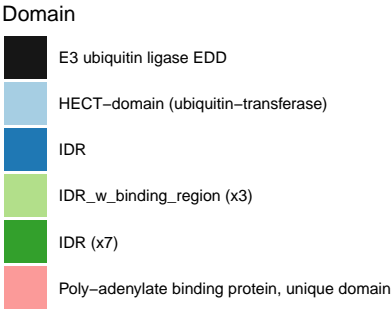 Domain
E3 ubiquitin ligase EDD
HECT−domain (ubiquitin−transferase)
IDR
IDR_w_binding_region (x3)
IDR (x7)
Poly−adenylate binding protein, unique domain